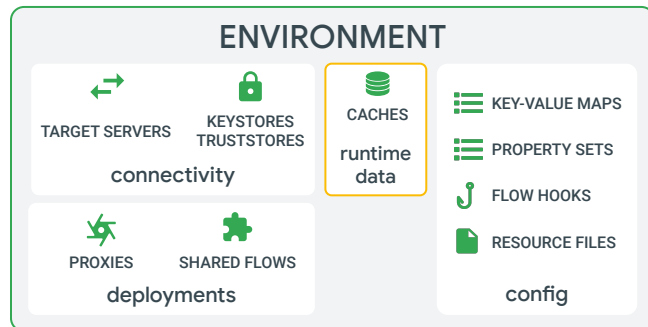 ENVIRONMENT
TARGET SERVERS
KEYSTORES
TRUSTSTORES
connectivity
CACHES
runtime
data
KEY-VALUE MAPS
PROPERTY SETS
FLOW HOOKS
RESOURCE FILES
config
PROXIES
SHARED FLOWS
deployments